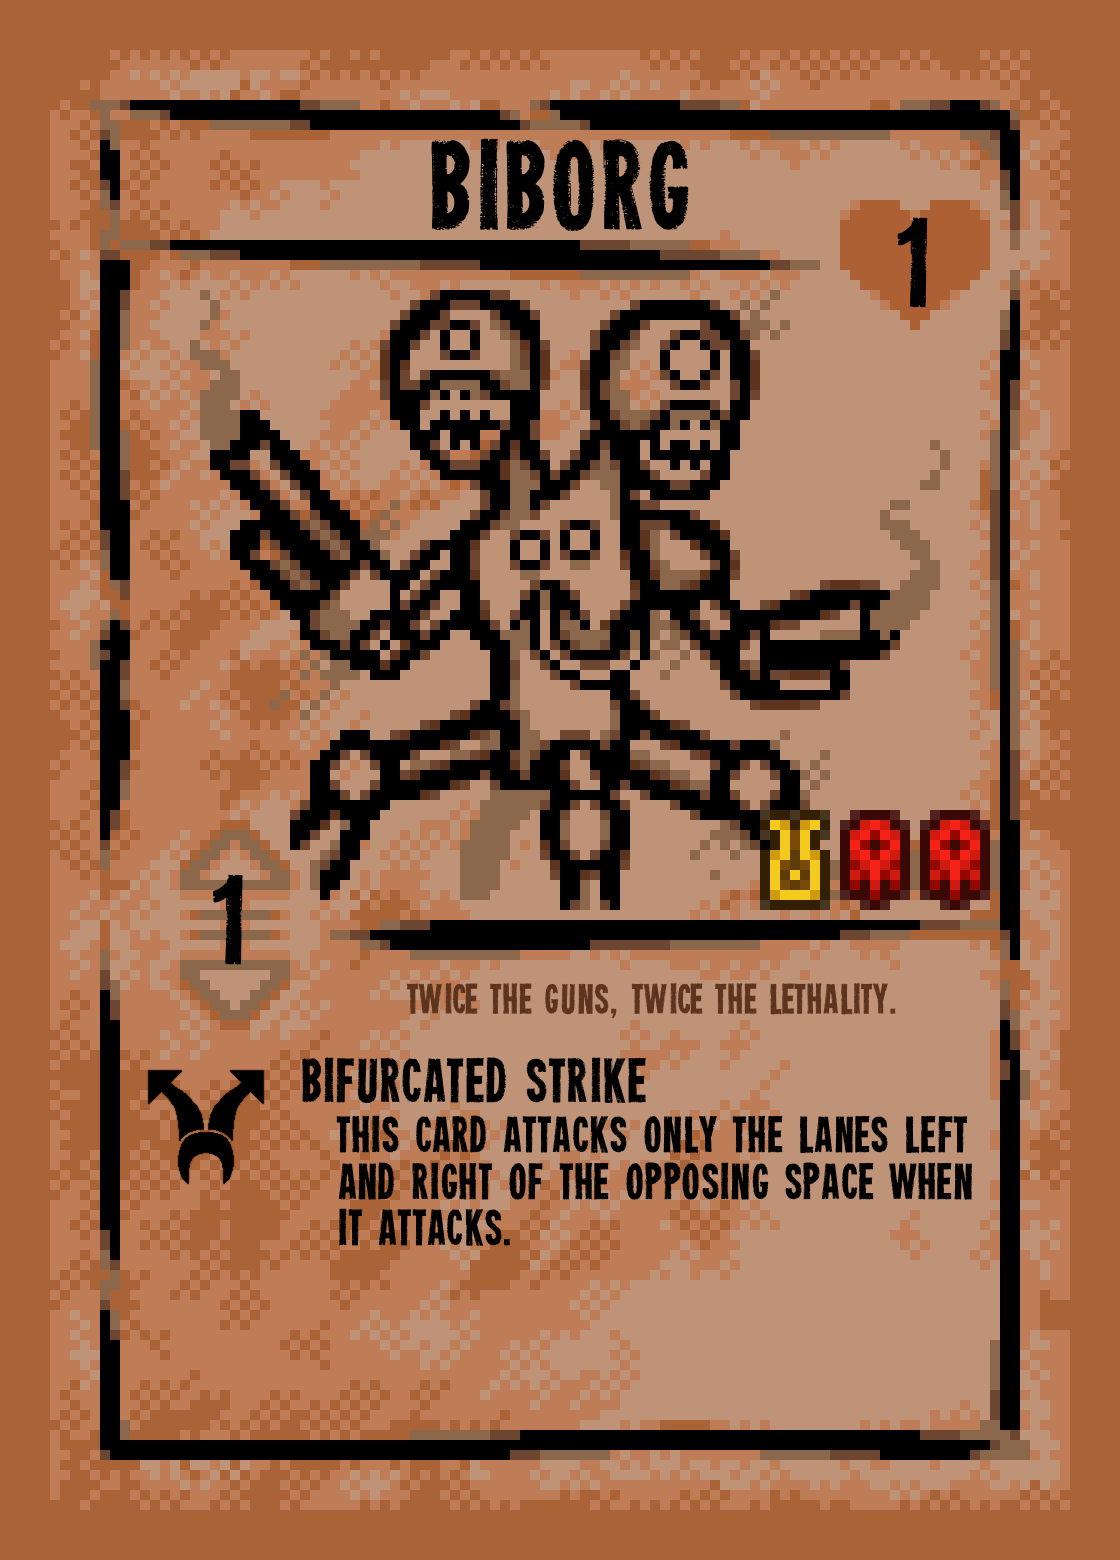 BIBORG
1
1
TWICE THE GUNS, TWICE THE LETHALITY.
BIFURCATED STRIKE
THIS CARD ATTACKS ONLY THE LANES LEFT
AND RIGHT OF THE OPPOSING SPACE WHEN
IT ATTACKS.